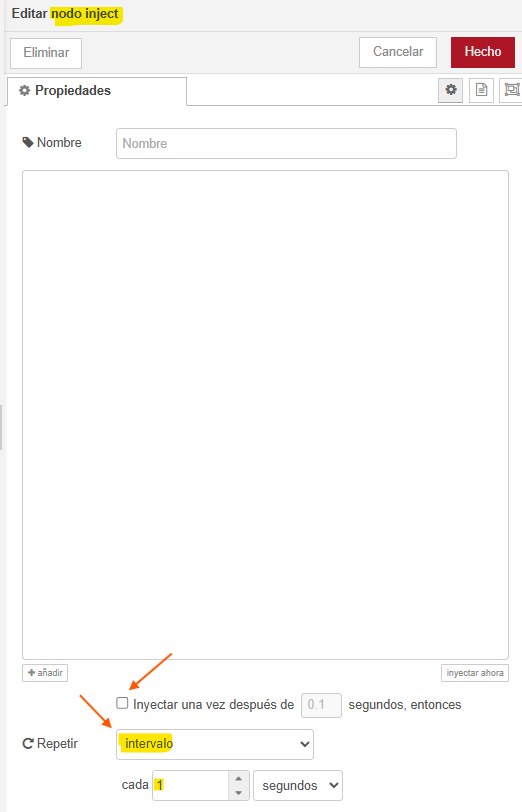 Editar nodo inject
Eliminar Cancelar Hecho
Propiedades
Nombre Nombre
añadir inyectar ahora
Inyectar una vez después de 0.1 segundos, entonces
Repetir intervalo
cada 1 segundos